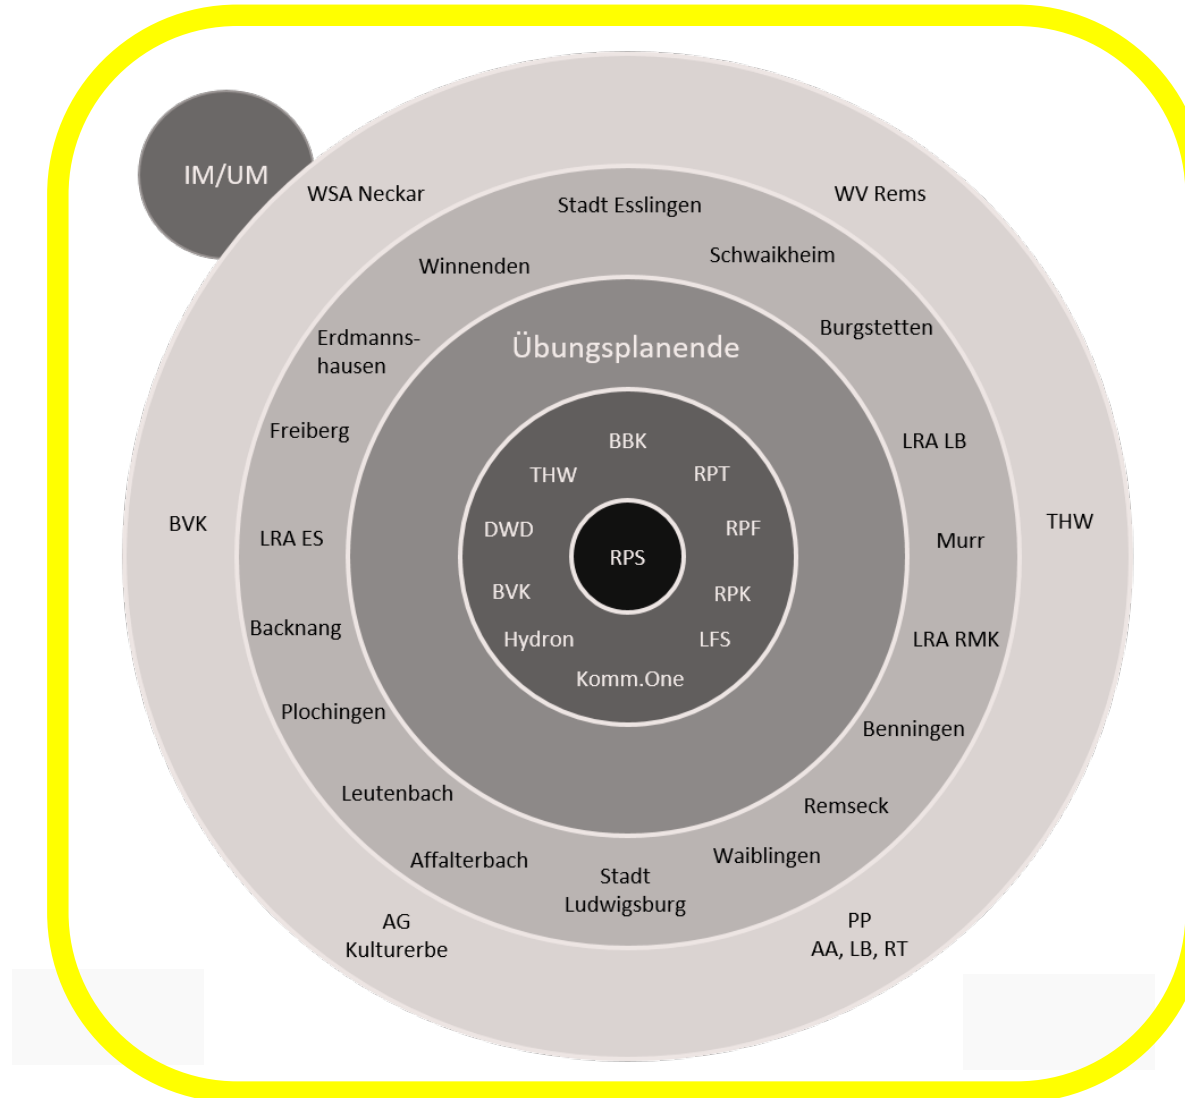 IM/UM
WSA Neckar
WV Rems
Stadt Esslingen
Schwaikheim
Winnenden
Burgstetten
Erdmanns-
hausen
Übungsplanende
Freiberg
BBK
LRA LB
THW
RPT
BVK
THW
DWD
RPF
LRA ES
Murr
RPS
BVK
RPK
Backnang
Hydron
LFS
LRA RMK
Komm.One
Plochingen
Benningen
Leutenbach
Remseck
Affalterbach
Waiblingen
Stadt
Ludwigsburg
AG
Kulturerbe
PP
AA, LB, RT